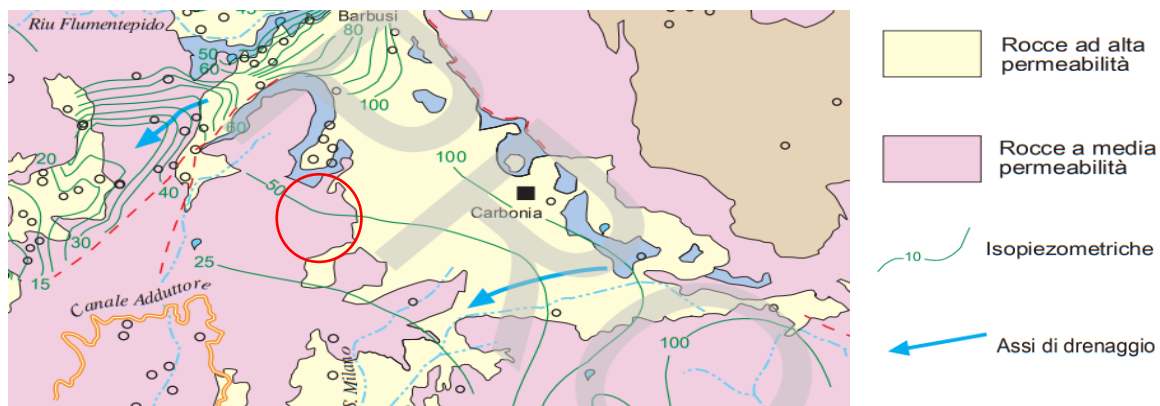 Riu Flumentepido
40
Barbusi
80
50
60
100
60
20
40
50
100
Carbonia
30
25
15
Canale Adduttore
S. Milano
100
Rocce ad alta
permeabilità
Rocce a media
permeabilità
10
Isopiezometriche
Assi di drenaggio